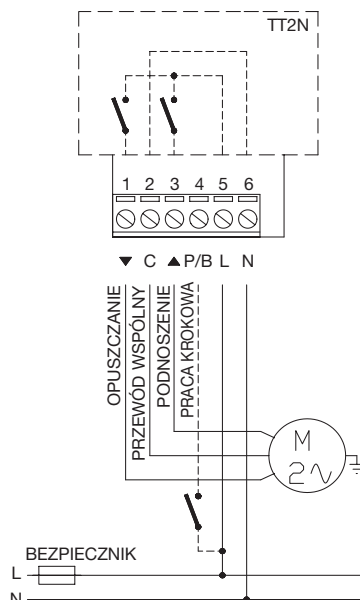 TT2N
1 2 3 4 5 6
▼ C ▲ P/B L N
OPUSZCZANIE
PRZEWÓD WSPÓLNY
PODNOSZENIE
PRACA KROKOWA
M
2∿
BEZPIECZNIK
L
N